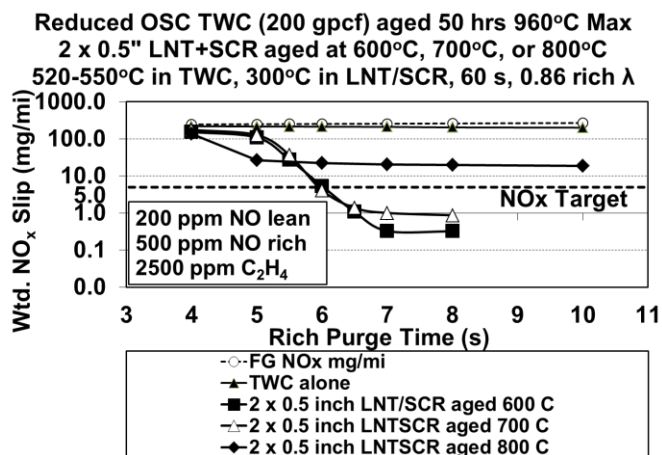 Reduced OSC TWC (200 gpcf) aged 50 hrs 960°C Max
2 x 0.5" LNT+SCR aged at 600°C, 700°C, or 800°C
520-550°C in TWC, 300°C in LNT/SCR, 60 s, 0.86 rich λ
Wtd. NOx Slip (mg/mi)
1000.0
100.0
10.0
5.0
1.0
0.1
0.0
NOx Target
200 ppm NO lean
500 ppm NO rich
2500 ppm C2H4
3 4 5 6 7 8 9 10 11
Rich Purge Time (s)
FG NOx mg/mi
TWC alone
2 x 0.5 inch LNT/SCR aged 600 C
2 x 0.5 inch LNTSCR aged 700 C
2 x 0.5 inch LNTSCR aged 800 C